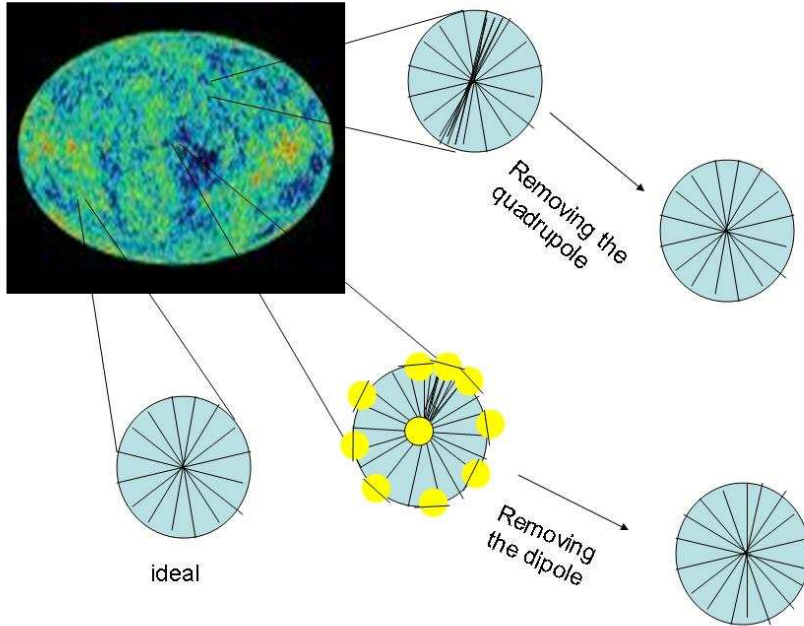 Removing the
quadrupole
ideal
Removing
the dipole